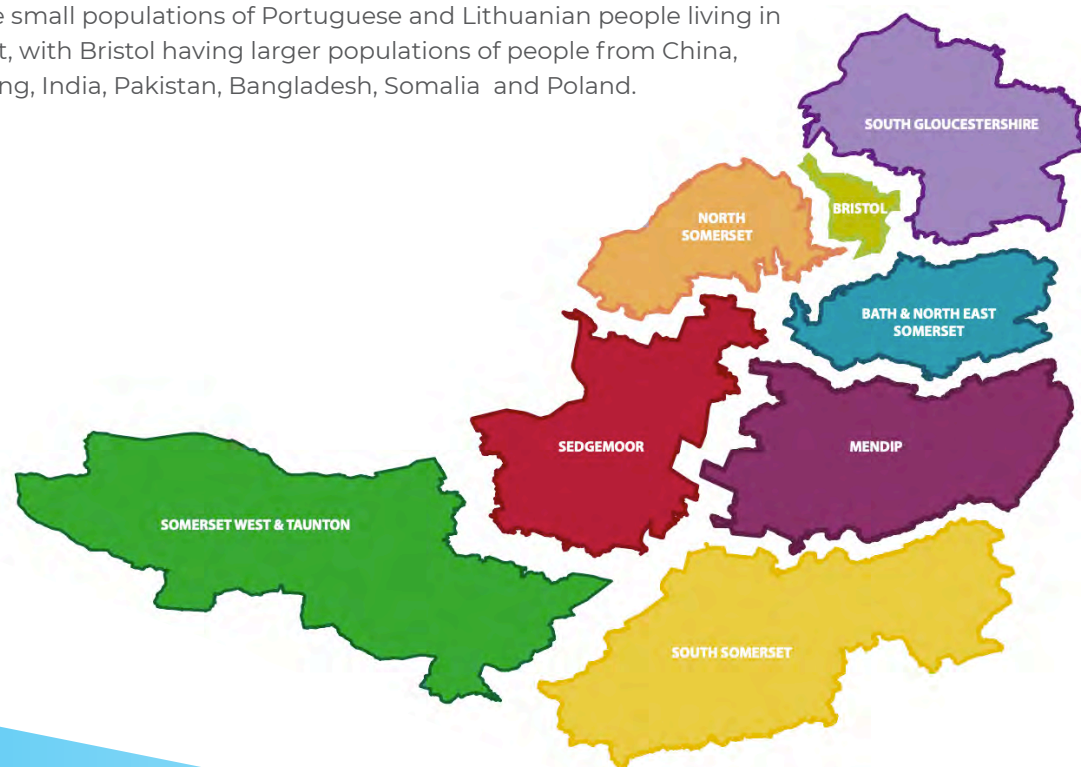 small populations of Portuguese and Lithuanian people living in
with Bristol having larger populations of people from China,
India, Pakistan, Bangladesh, Somalia and Poland.
SOUTH GLOUCESTERSHIRE
BRISTOL
NORTH
SOMERSET
BATH & NORTH EAST
SOMERSET
SEDGEMOOR
MENDIP
SOMERSET WEST & TAUNTON
SOUTH SOMERSET